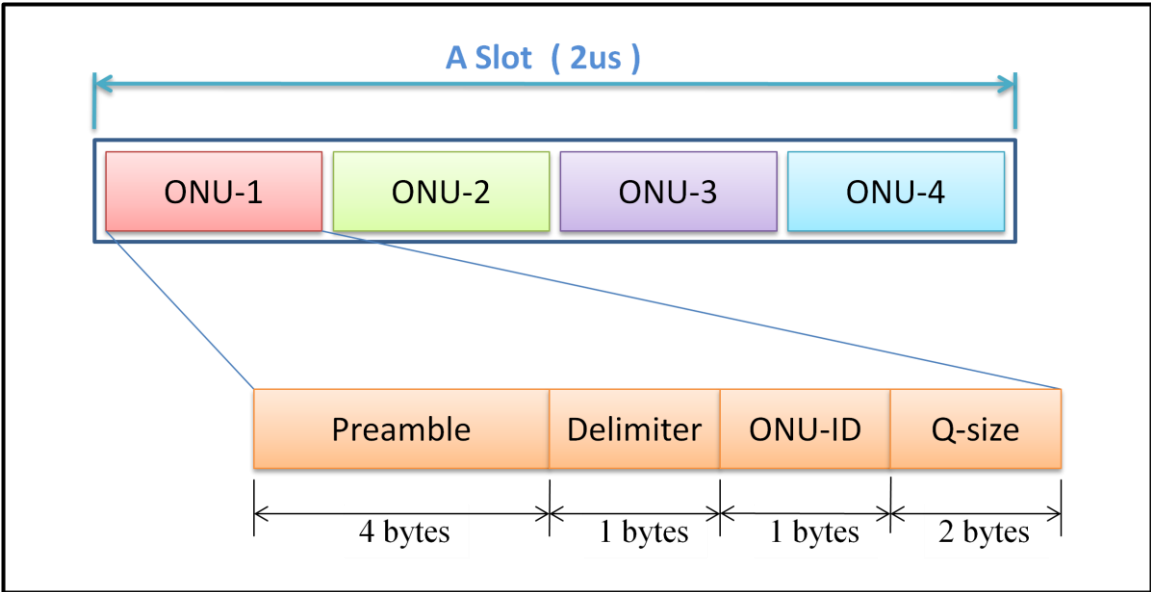 A Slot ( 2us )
ONU-1 ONU-2 ONU-3 ONU-4
Preamble Delimiter ONU-ID Q-size
4 bytes 1 bytes 1 bytes 2 bytes